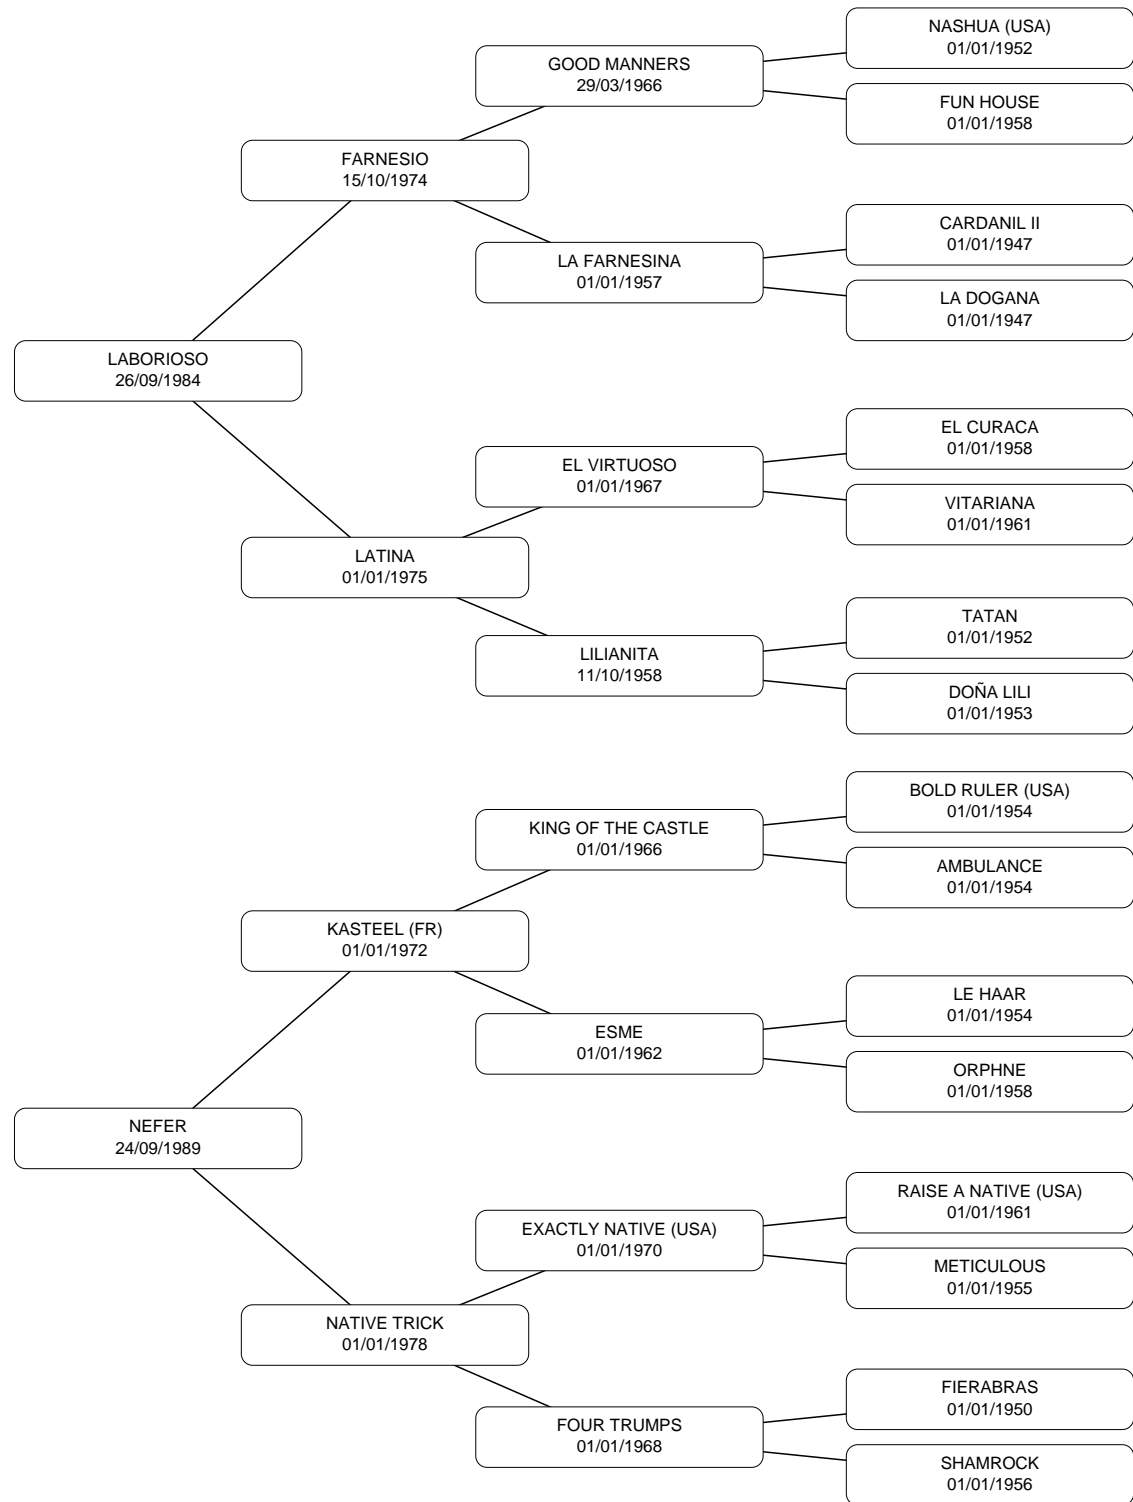 NASHUA (USA)
01/01/1952
GOOD MANNERS
29/03/1966
FUN HOUSE
01/01/1958
FARNESIO
15/10/1974
CARDANIL II
01/01/1947
LA FARNESINA
01/01/1957
LA DOGANA
01/01/1947
LABORIOSO
26/09/1984
EL CURACA
01/01/1958
EL VIRTUOSO
01/01/1967
VITARIANA
01/01/1961
LATINA
01/01/1975
TATAN
01/01/1952
LILIANITA
11/10/1958
DOÑA LILI
01/01/1953
BOLD RULER (USA)
01/01/1954
KING OF THE CASTLE
01/01/1966
AMBULANCE
01/01/1954
KASTEEL (FR)
01/01/1972
LE HAAR
01/01/1954
ESME
01/01/1962
ORPHNE
01/01/1958
NEFER
24/09/1989
RAISE A NATIVE (USA)
01/01/1961
EXACTLY NATIVE (USA)
01/01/1970
METICULOUS
01/01/1955
NATIVE TRICK
01/01/1978
FIERABRAS
01/01/1950
FOUR TRUMPS
01/01/1968
SHAMROCK
01/01/1956